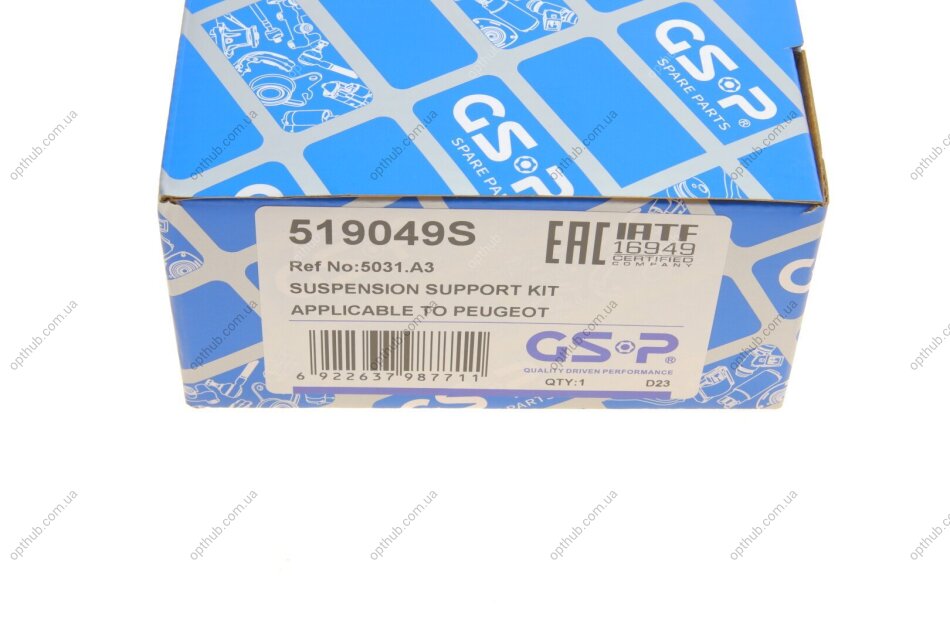 GSP®
SPARE PARTS
GSP
SPARE PA
519049S
EAC
IATF
16949
CERTIFIED
COMPANY
Ref No:5031.A3
SUSPENSION SUPPORT KIT
APPLICABLE TO PEUGEOT
GSP®
QUALITY DRIVEN PERFORMANCE
6 922637 987711
QTY:1
D23
PARTS
opthub.com.ua